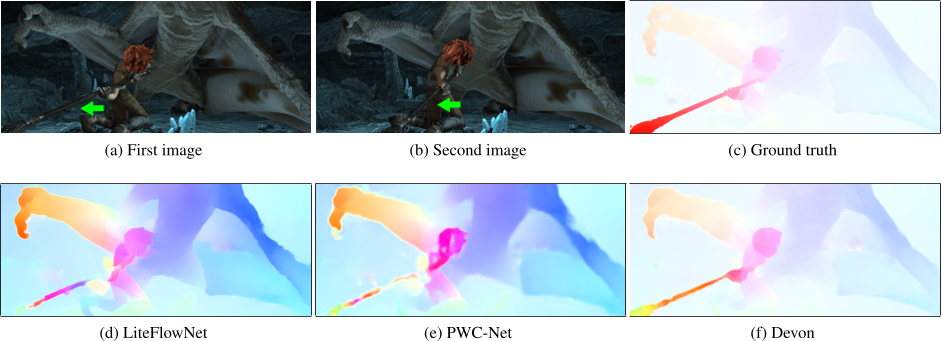 (a) First image
(b) Second image
(c) Ground truth
(d) LiteFlowNet
(e) PWC-Net
(f) Devon